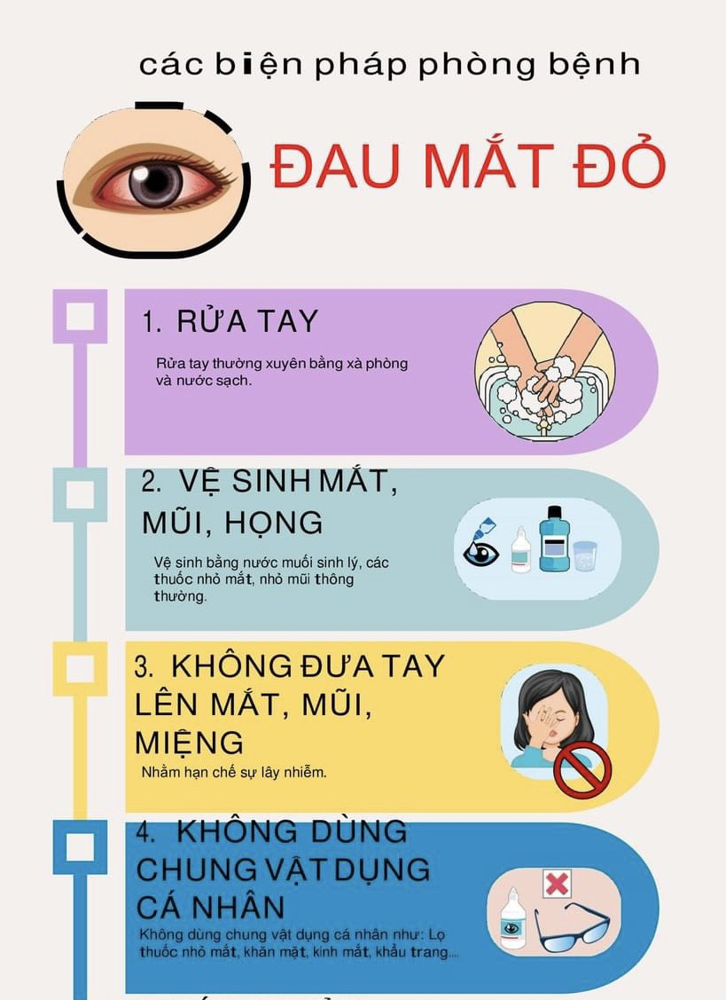 các biện pháp phòng bệnh
ĐAU MẮT ĐỎ
1. RỬA TAY
Rửa tay thường xuyên bằng xà phòng
và nước sạch.
2. VỆ SINH MẮT,
MŨI, HỌNG
Vệ sinh bằng nước muối sinh lý, các
thuốc nhỏ mắt, nhỏ mũi thông
thường.
3. KHÔNG ĐƯA TAY
LÊN MẮT, MŨI,
MIỆNG
Nhằm hạn chế sự lây nhiễm.
4. KHÔNG DÙNG
CHUNG VẬT DỤNG
CÁ NHÂN
Không dùng chung vật dụng cá nhân như: Lọ
thuốc nhỏ mắt, khăn mặt, kinh mắt, khẩu trang....